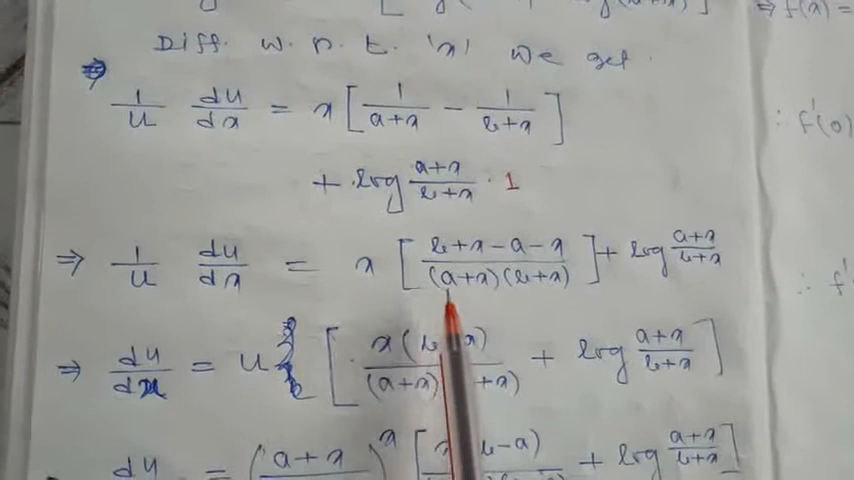 ⇒ f(x) =
Diff. w. r. t. 'x' we get.
⇒ 1/u du/dx = x [ 1/(a+x) - 1/(b+x) ]
∴ f'(0)
+ log (a+x)/(b+x) · 1
⇒ 1/u du/dx = x [ (b+x-a-x)/((a+x)(b+x)) ] + log (a+x)/(b+x)
∴ f'
⇒ du/dx = u [ x(b x)/((a+x) +x) + log (a+x)/(b+x) ]
du = (a+x)^x [ b-a) + log (a+x)/(b+x) ]